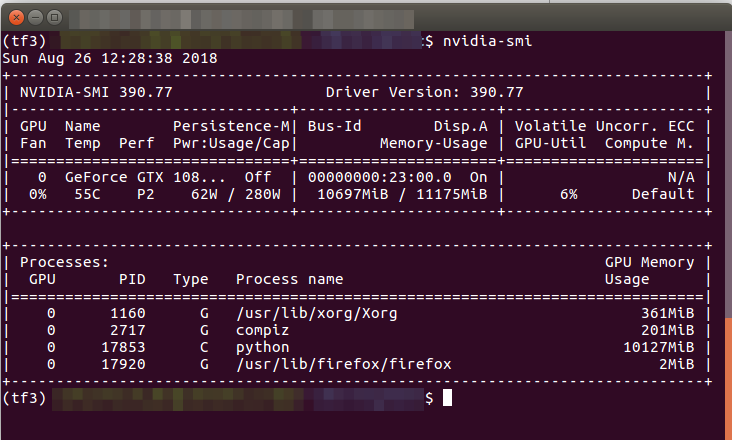 (tf3) $ nvidia-smi
Sun Aug 26 12:28:38 2018
+-----------------------------------------------------------------------------+
| NVIDIA-SMI 390.77                 Driver Version: 390.77                    |
|-------------------------------+----------------------+----------------------+
| GPU  Name        Persistence-M| Bus-Id        Disp.A | Volatile Uncorr. ECC |
| Fan  Temp  Perf  Pwr:Usage/Cap|         Memory-Usage | GPU-Util  Compute M. |
|===============================+======================+======================|
|   0  GeForce GTX 108...  Off  | 00000000:23:00.0  On |                  N/A |
|  0%   55C    P2    62W / 280W |  10697MiB / 11175MiB |      6%      Default |
+-------------------------------+----------------------+----------------------+
+-----------------------------------------------------------------------------+
| Processes:                                                       GPU Memory |
|  GPU       PID   Type   Process name                             Usage      |
|=============================================================================|
|    0      1160      G   /usr/lib/xorg/Xorg                           361MiB |
|    0      2717      G   compiz                                       201MiB |
|    0     17853      C   python                                     10127MiB |
|    0     17920      G   /usr/lib/firefox/firefox                       2MiB |
+-----------------------------------------------------------------------------+
(tf3) $